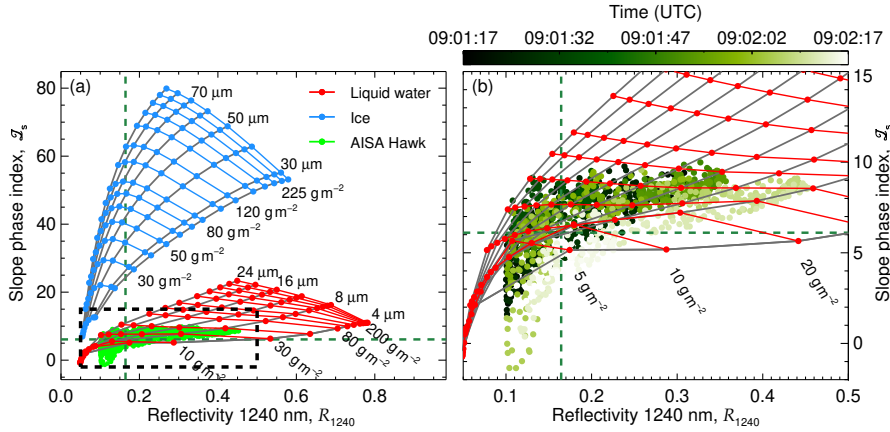 Time (UTC)
09:01:17 09:01:32 09:01:47 09:02:02 09:02:17
(a)
Liquid water
Ice
AISA Hawk
70 µm
50 µm
30 µm
225 g m⁻²
120 g m⁻²
80 g m⁻²
50 g m⁻²
30 g m⁻²
24 µm
16 µm
8 µm
4 µm
200 g m⁻²
80 g m⁻²
30 g m⁻²
10 g m⁻²
Slope phase index, 𝓘ₛ
80
60
40
20
0
0.0 0.2 0.4 0.6 0.8
Reflectivity 1240 nm, R₁₂₄₀
(b)
5 g m⁻²
10 g m⁻²
20 g m⁻²
15
10
5
0
Slope phase index, 𝓘ₛ
0.1 0.2 0.3 0.4 0.5
Reflectivity 1240 nm, R₁₂₄₀